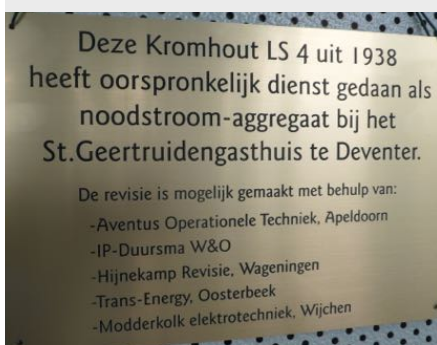 Deze Kromhout LS 4 uit 1938
heeft oorspronkelijk dienst gedaan als
noodstroom-aggregaat bij het
St.Geertruidengasthuis te Deventer.
De revisie is mogelijk gemaakt met behulp van:
-Aventus Operationele Techniek, Apeldoorn
-IP-Duursma W&O
-Hijnekamp Revisie, Wageningen
-Trans-Energy, Oosterbeek
-Modderkolk elektrotechniek, Wijchen